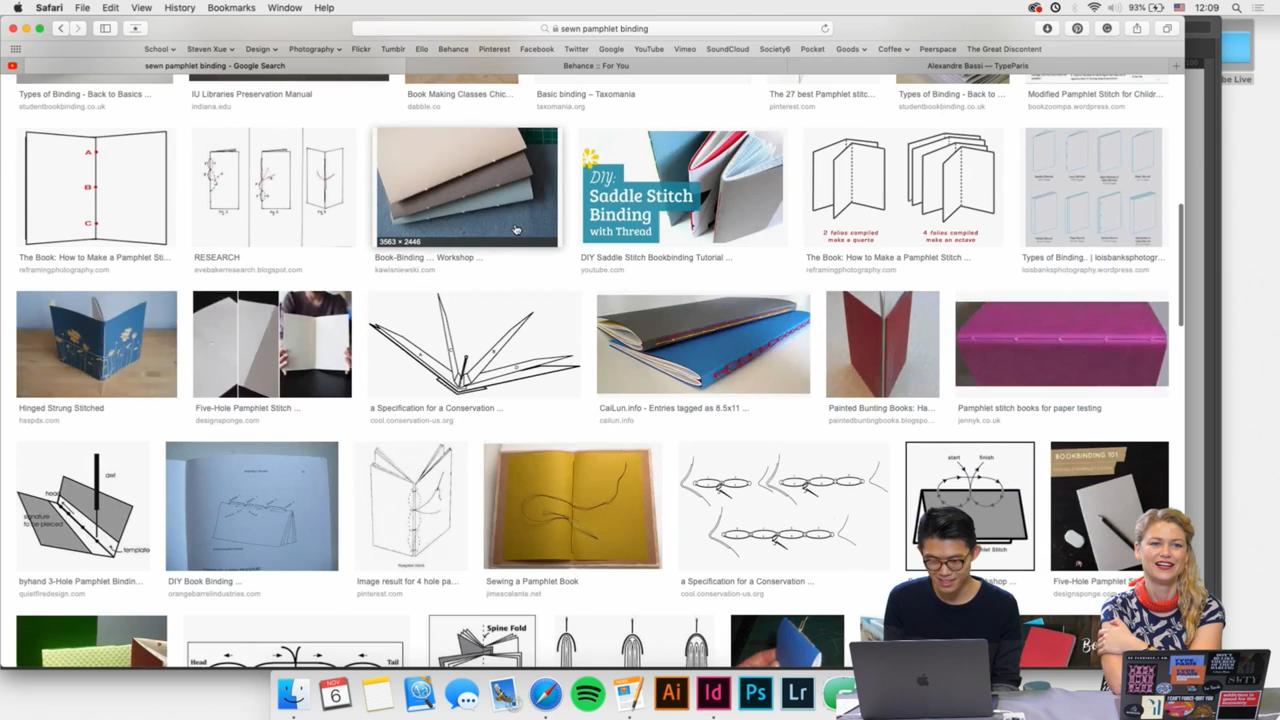 Safari File Edit View History Bookmarks Window Help 93% 12:09
sewn pamphlet binding
School Steven Xue Design Photography Flickr Tumblr Ello Behance Pinterest Facebook Twitter Google YouTube Vimeo SoundCloud Society6 Pocket Goods Coffee Peerspace The Great Discontent
sewn pamphlet binding - Google Search Behance :: For You Alexandre Bassi — TypeParis
be Live
Types of Binding - Back to Basics ... IU Libraries Preservation Manual Book Making Classes Chic... Basic binding – Taxomania The 27 best Pamphlet stitc... Types of Binding - Back to ... Modified Pamphlet Stitch for Childr...
studentbookbinding.co.uk indiana.edu dabble.co taxomania.org pinterest.com studentbookbinding.co.uk bookzoompa.wordpress.com
A
B
C
DIY:
Saddle Stitch
Binding
with Thread
2 folios compiled
make a quarto
4 folios compiled
make an octavo
3563 × 2446
The Book: How to Make a Pamphlet Sti... RESEARCH Book-Binding ... Workshop ... DIY Saddle Stitch Bookbinding Tutorial ... The Book: How to Make a Pamphlet Stitch ... Types of Binding.. | loisbanksphotogr...
reframingphotography.com evebakerresearch.blogspot.com kawisniewski.com youtube.com reframingphotography.com loisbanksphotography.wordpress.com
Hinged Strung Stitched Five-Hole Pamphlet Stitch ... a Specification for a Conservation ... CaiLun.info - Entries tagged as 8.5x11 ... Painted Bunting Books: Ha... Pamphlet stitch books for paper testing
haspdx.com designsponge.com cool.conservation-us.org cailun.info paintedbuntingbooks.blogspo... jennyk.co.uk
awl
head
signature
to be pierced
template
start finish
BOOKBINDING 101
byhand 3-Hole Pamphlet Bindin... DIY Book Binding ... Image result for 4 hole pa... Sewing a Pamphlet Book a Specification for a Conservation ... Five-Hole Pamphlet
quietfiredesign.com orangebarrelindustries.com pinterest.com jimescalante.net cool.conservation-us.org designsponge.com
Head Tail
Spine Fold
NOV
6
Ai Id Ps Lr